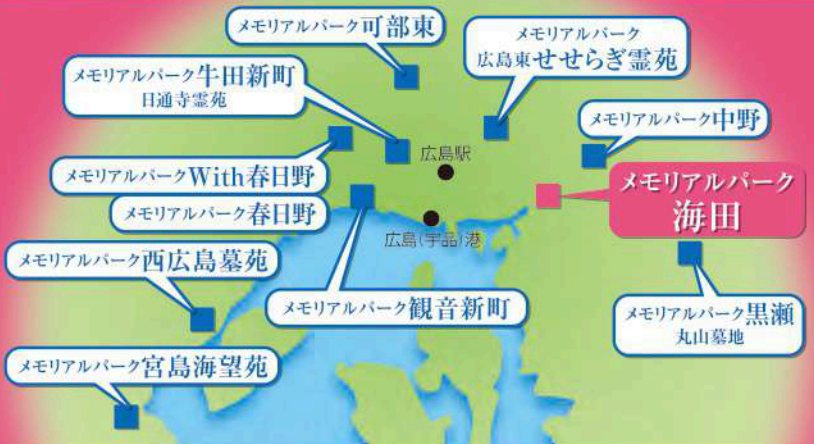 メモリアルパーク可部東
メモリアルパーク
広島東せせらぎ霊苑
メモリアルパーク牛田新町
日通寺霊苑
メモリアルパーク中野
広島駅
メモリアルパークWith春日野
メモリアルパーク
海田
メモリアルパーク春日野
広島(宇品)港
メモリアルパーク西広島墓苑
メモリアルパーク観音新町
メモリアルパーク黒瀬
丸山墓地
メモリアルパーク宮島海望苑